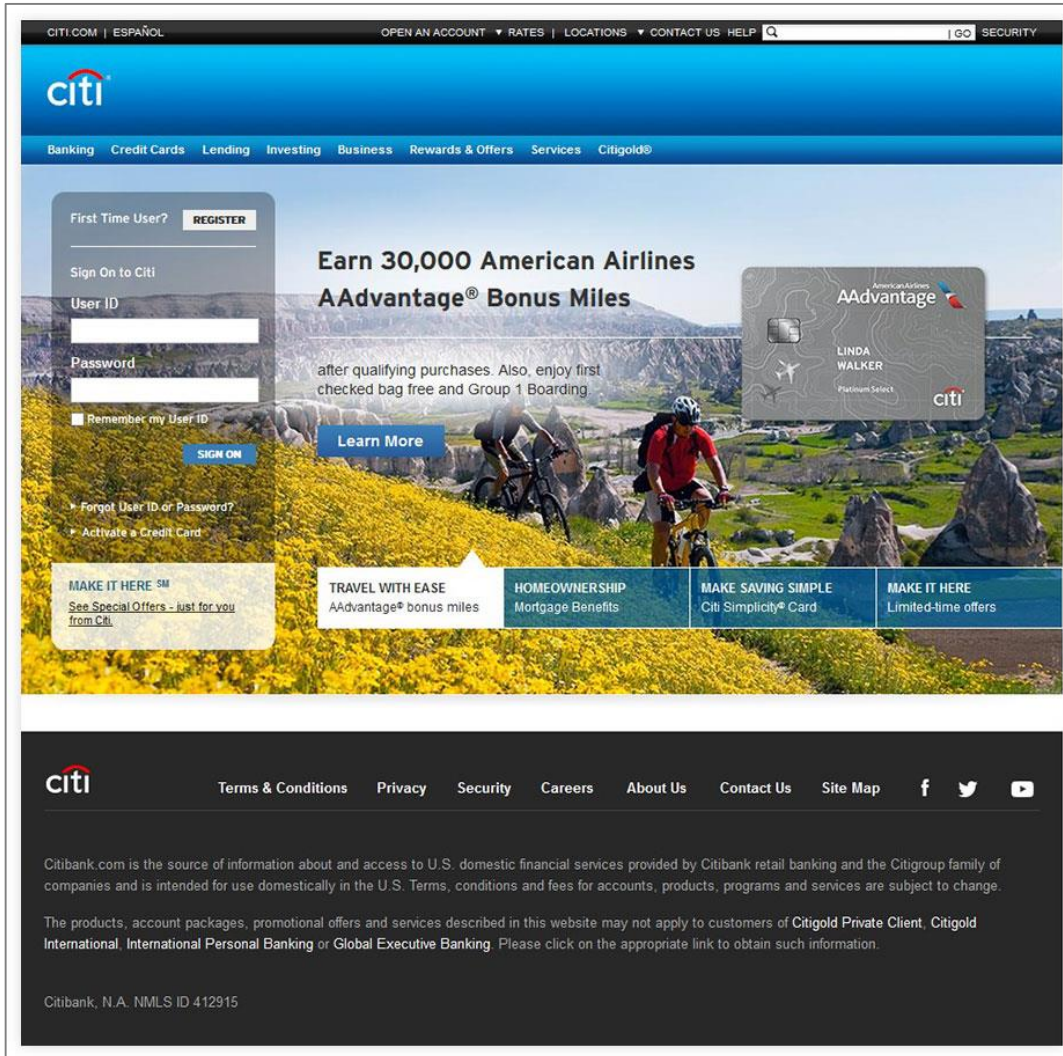 CITI.COM | ESPAÑOL OPEN AN ACCOUNT ▼ RATES | LOCATIONS ▼ CONTACT US HELP | GO SECURITY
citi
Banking Credit Cards Lending Investing Business Rewards & Offers Services Citigold®
First Time User? REGISTER
Sign On to Citi
User ID
Password
Remember my User ID
SIGN ON
Forgot User ID or Password?
Activate a Credit Card
MAKE IT HERE SM
See Special Offers - just for you
from Citi.
Earn 30,000 American Airlines
AAdvantage® Bonus Miles
after qualifying purchases. Also, enjoy first
checked bag free and Group 1 Boarding.
Learn More
AmericanAirlines
AAdvantage
LINDA
WALKER
Platinum Select
citi
TRAVEL WITH EASE
AAdvantage® bonus miles
HOMEOWNERSHIP
Mortgage Benefits
MAKE SAVING SIMPLE
Citi Simplicity® Card
MAKE IT HERE
Limited-time offers
citi
Terms & Conditions Privacy Security Careers About Us Contact Us Site Map
Citibank.com is the source of information about and access to U.S. domestic financial services provided by Citibank retail banking and the Citigroup family of
companies and is intended for use domestically in the U.S. Terms, conditions and fees for accounts, products, programs and services are subject to change.
The products, account packages, promotional offers and services described in this website may not apply to customers of Citigold Private Client, Citigold
International, International Personal Banking or Global Executive Banking. Please click on the appropriate link to obtain such information.
Citibank, N.A. NMLS ID 412915